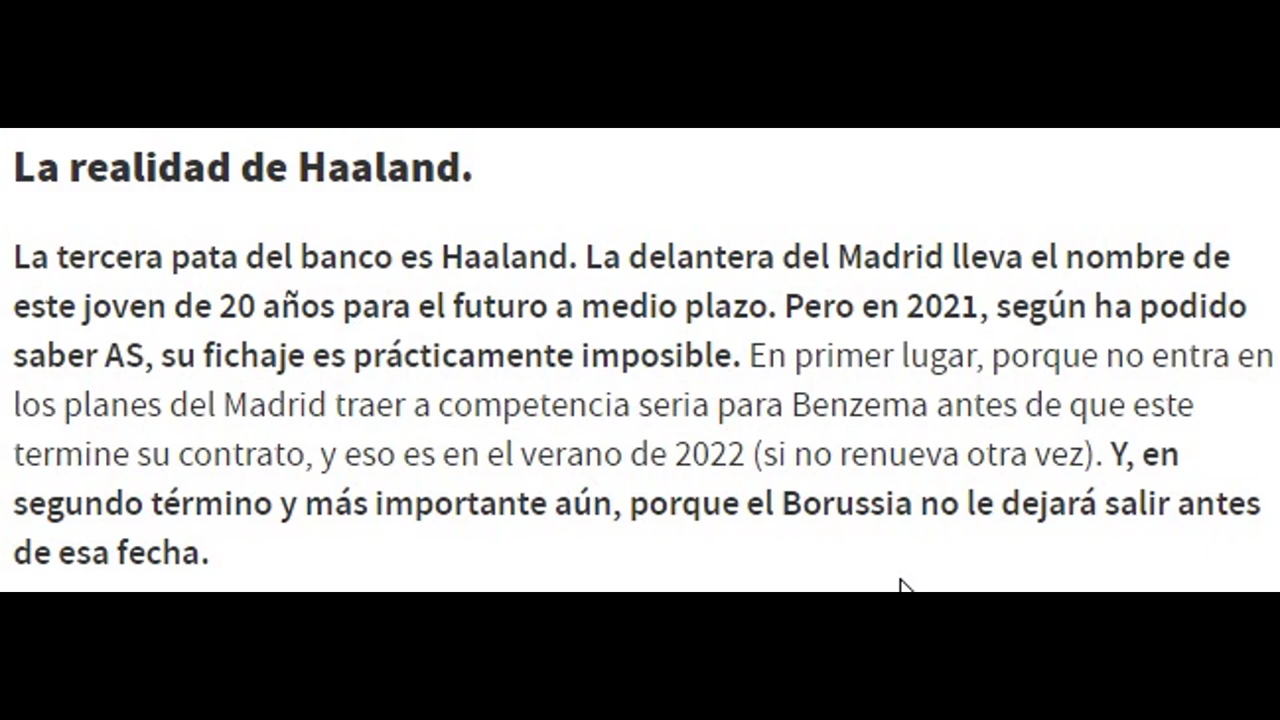 La realidad de Haaland.
La tercera pata del banco es Haaland. La delantera del Madrid lleva el nombre de
este joven de 20 años para el futuro a medio plazo. Pero en 2021, según ha podido
saber AS, su fichaje es prácticamente imposible. En primer lugar, porque no entra en
los planes del Madrid traer a competencia seria para Benzema antes de que este
termine su contrato, y eso es en el verano de 2022 (si no renueva otra vez). Y, en
segundo término y más importante aún, porque el Borussia no le dejará salir antes
de esa fecha.